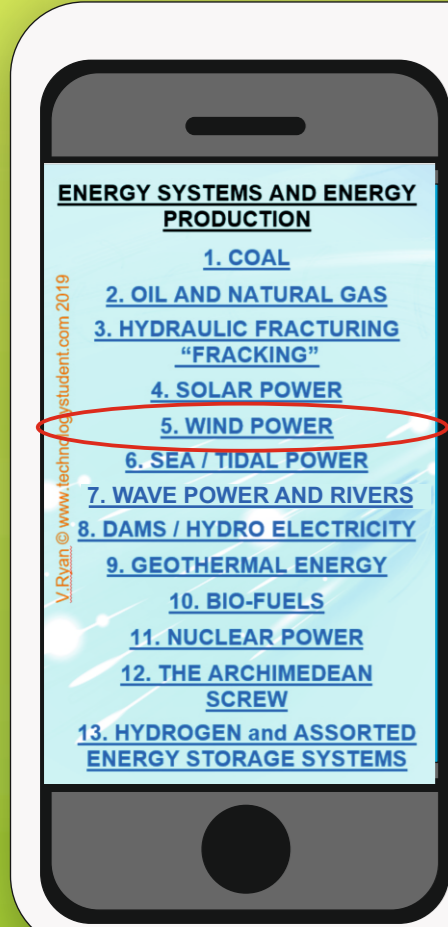 ENERGY SYSTEMS AND ENERGY
PRODUCTION
1. COAL
2. OIL AND NATURAL GAS
3. HYDRAULIC FRACTURING
“FRACKING”
4. SOLAR POWER
5. WIND POWER
6. SEA / TIDAL POWER
7. WAVE POWER AND RIVERS
8. DAMS / HYDRO ELECTRICITY
9. GEOTHERMAL ENERGY
10. BIO-FUELS
11. NUCLEAR POWER
12. THE ARCHIMEDEAN
SCREW
13. HYDROGEN and ASSORTED
ENERGY STORAGE SYSTEMS
V.Ryan © www.technologystudent.com 2019